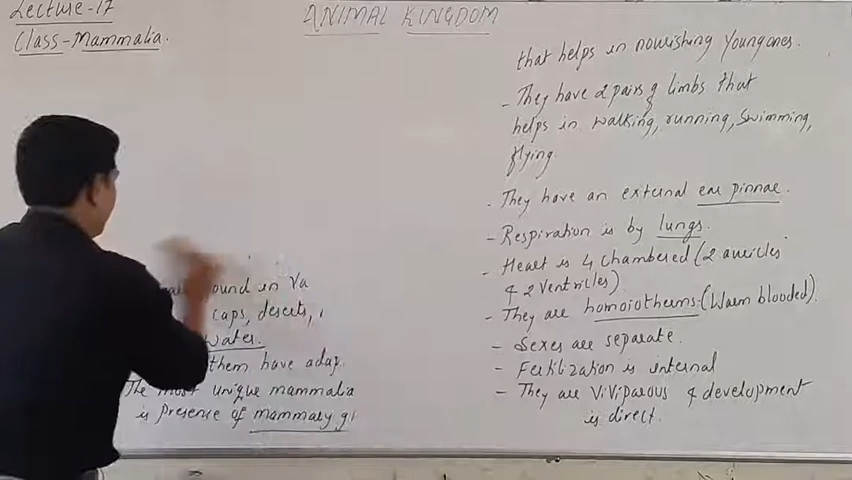 Lecture-17
Class-Mammalia.
ANIMAL KINGDOM
ound in Va
caps, deserts,
water.
them have adap.
The most unique mammalia
is presence of mammary gl
that helps in nourishing young ones.
- They have 2 pairs of limbs that
helps in walking, running, Swimming,
flying.
- They have an external ear pinnae.
- Respiration is by lungs.
- Heart is 4 chambered (2 auricles
& 2 ventricles)
- They are homoiotherms (Warm blooded).
- Sexes are separate.
- Fertilization is internal
- They are Viviparous & development
is direct.